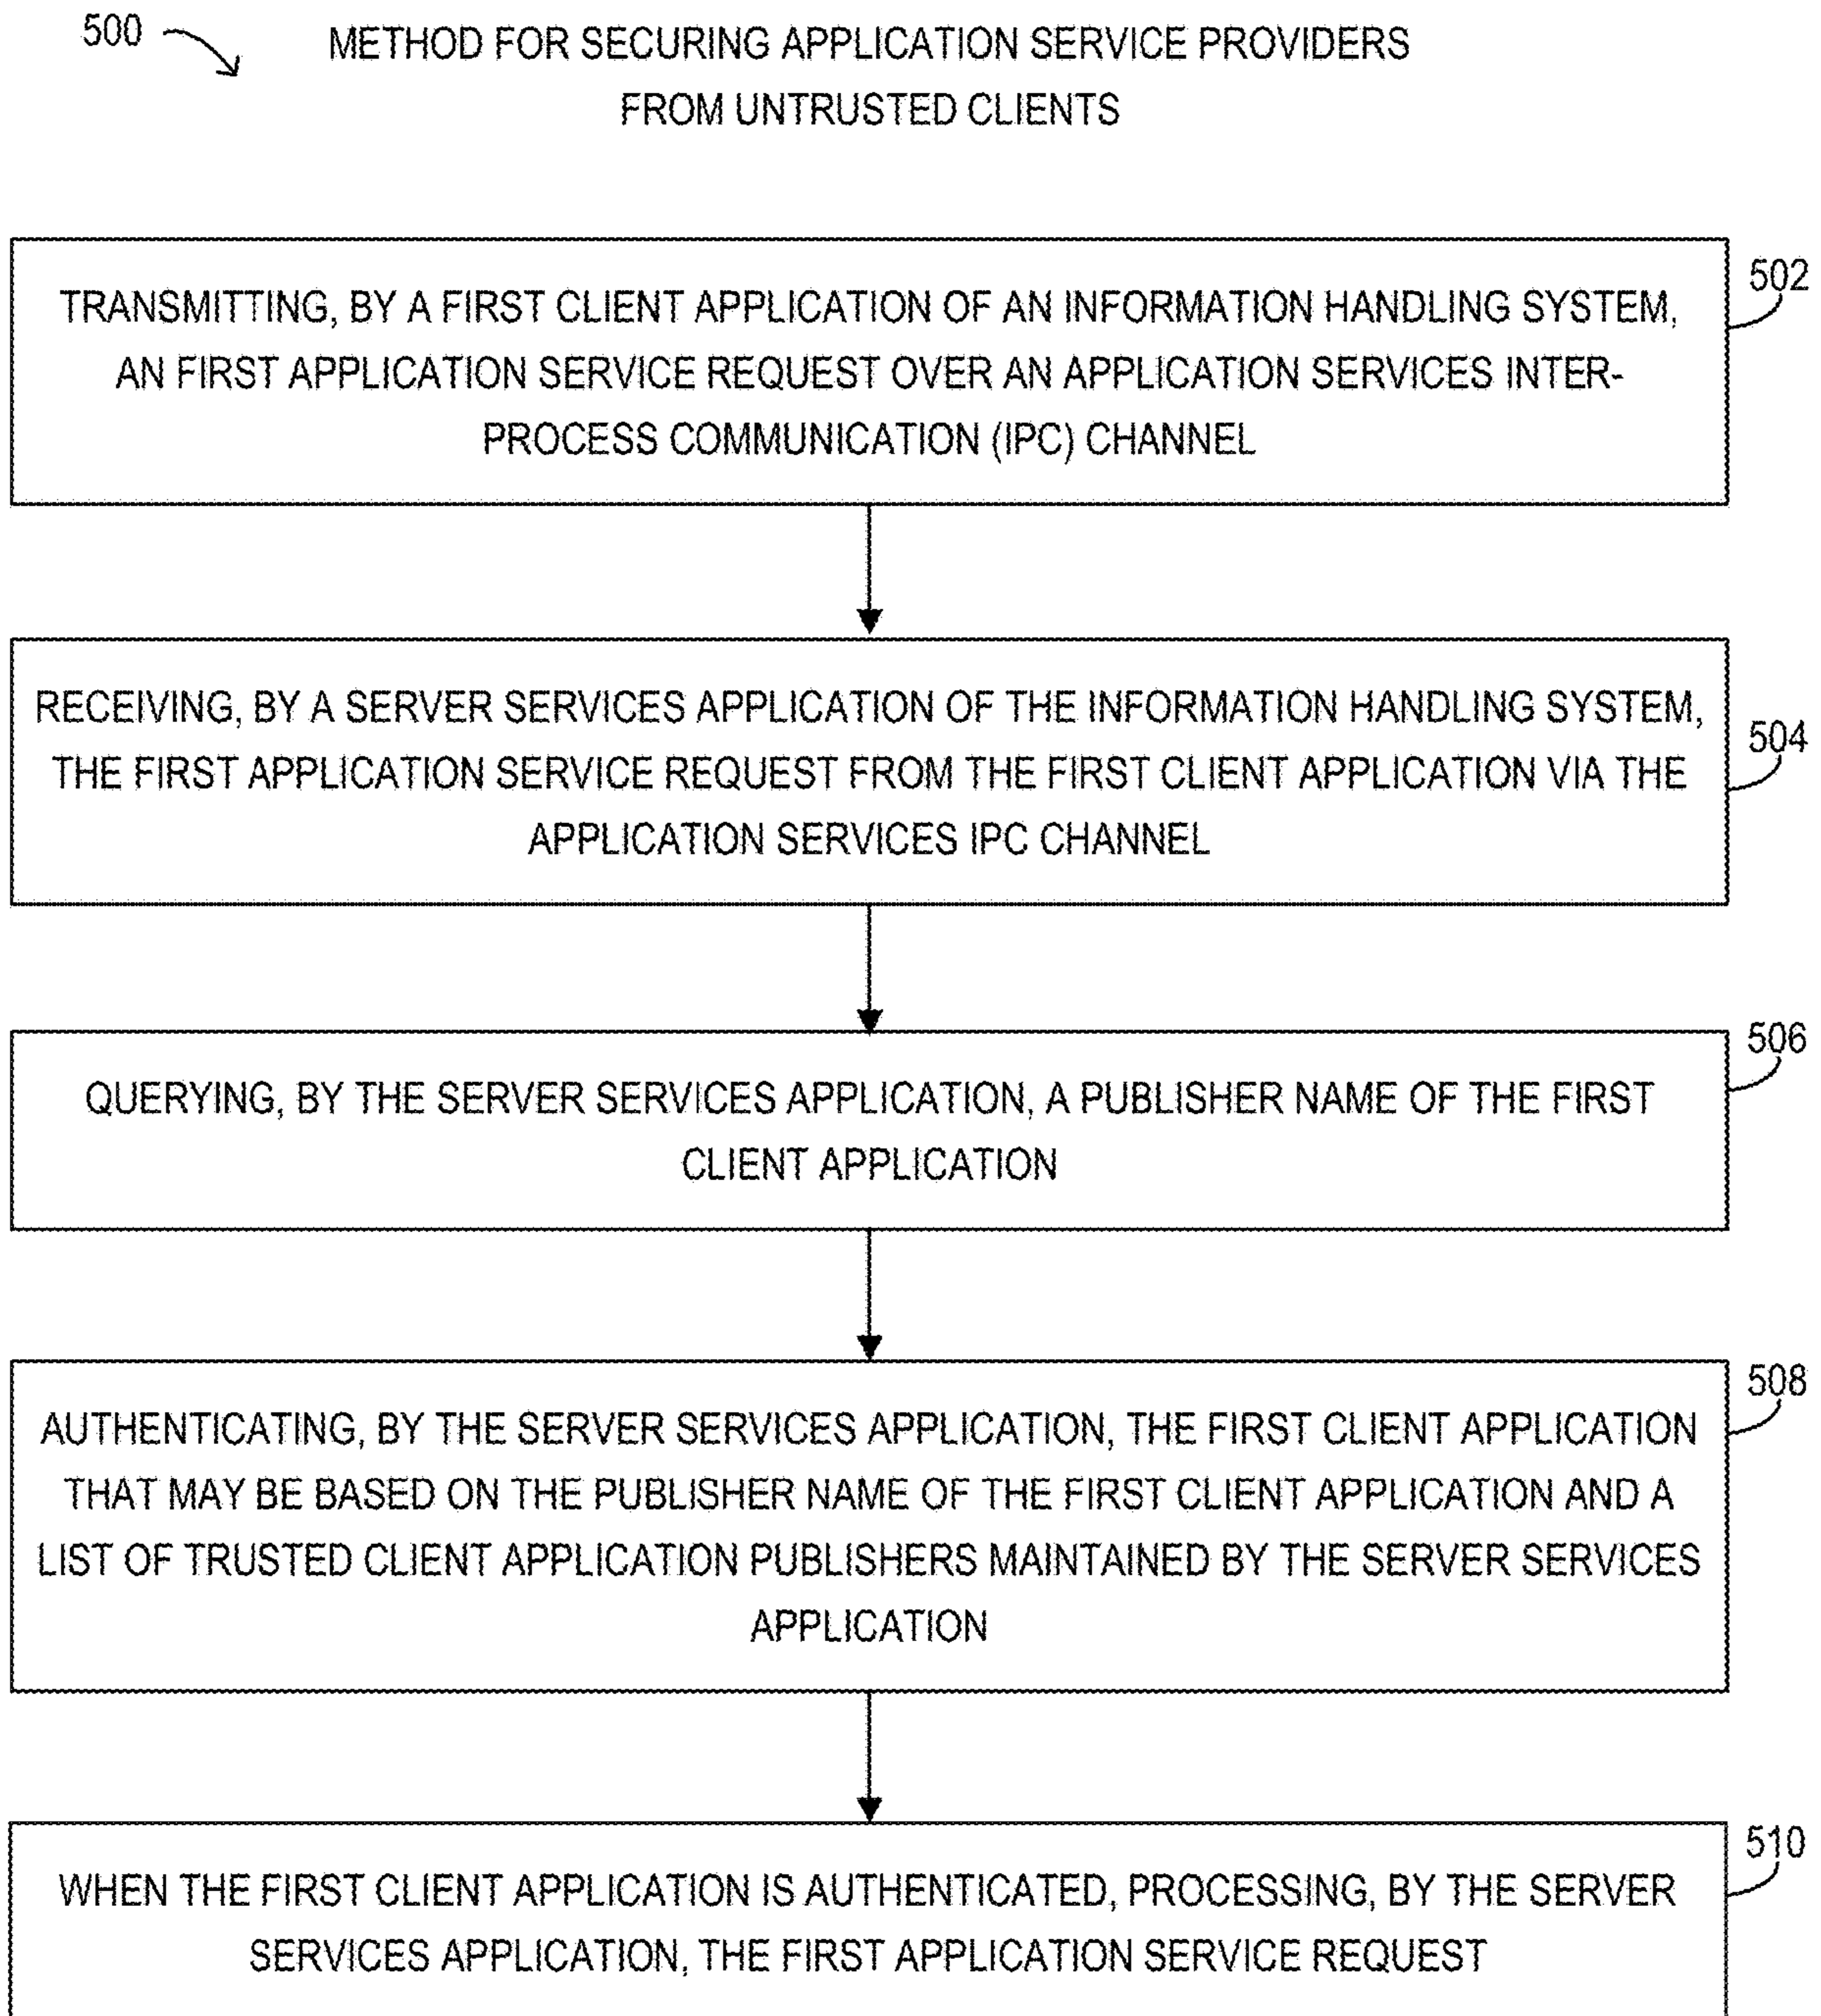 500
METHOD FOR SECURING APPLICATION SERVICE PROVIDERS
FROM UNTRUSTED CLIENTS
502
TRANSMITTING, BY A FIRST CLIENT APPLICATION OF AN INFORMATION HANDLING SYSTEM,
AN FIRST APPLICATION SERVICE REQUEST OVER AN APPLICATION SERVICES INTER-
PROCESS COMMUNICATION (IPC) CHANNEL
504
RECEIVING, BY A SERVER SERVICES APPLICATION OF THE INFORMATION HANDLING SYSTEM,
THE FIRST APPLICATION SERVICE REQUEST FROM THE FIRST CLIENT APPLICATION VIA THE
APPLICATION SERVICES IPC CHANNEL
506
QUERYING, BY THE SERVER SERVICES APPLICATION, A PUBLISHER NAME OF THE FIRST
CLIENT APPLICATION
508
AUTHENTICATING, BY THE SERVER SERVICES APPLICATION, THE FIRST CLIENT APPLICATION
THAT MAY BE BASED ON THE PUBLISHER NAME OF THE FIRST CLIENT APPLICATION AND A
LIST OF TRUSTED CLIENT APPLICATION PUBLISHERS MAINTAINED BY THE SERVER SERVICES
APPLICATION
510
WHEN THE FIRST CLIENT APPLICATION IS AUTHENTICATED, PROCESSING, BY THE SERVER
SERVICES APPLICATION, THE FIRST APPLICATION SERVICE REQUEST